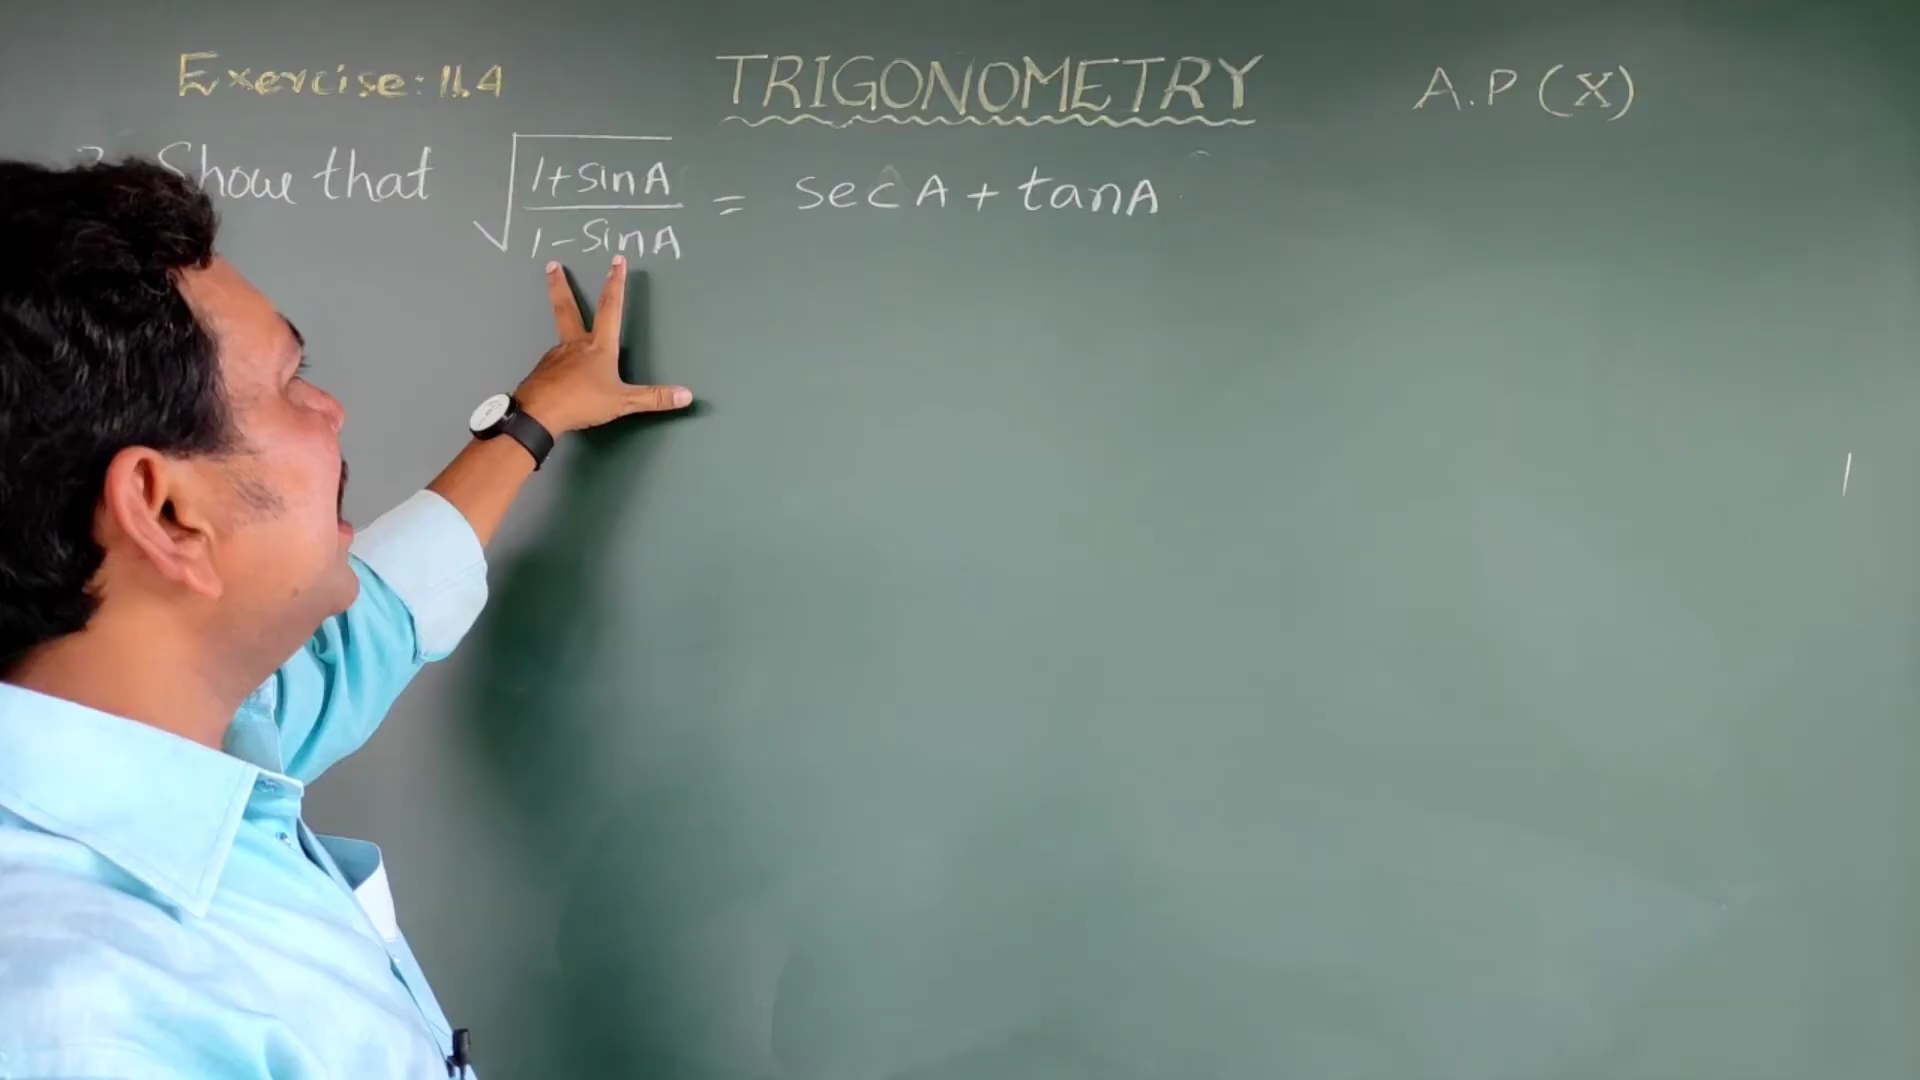 Exercise: 11.4 TRIGONOMETRY A.P (X)
Show that √((1+sinA)/(1-sinA)) = secA + tanA